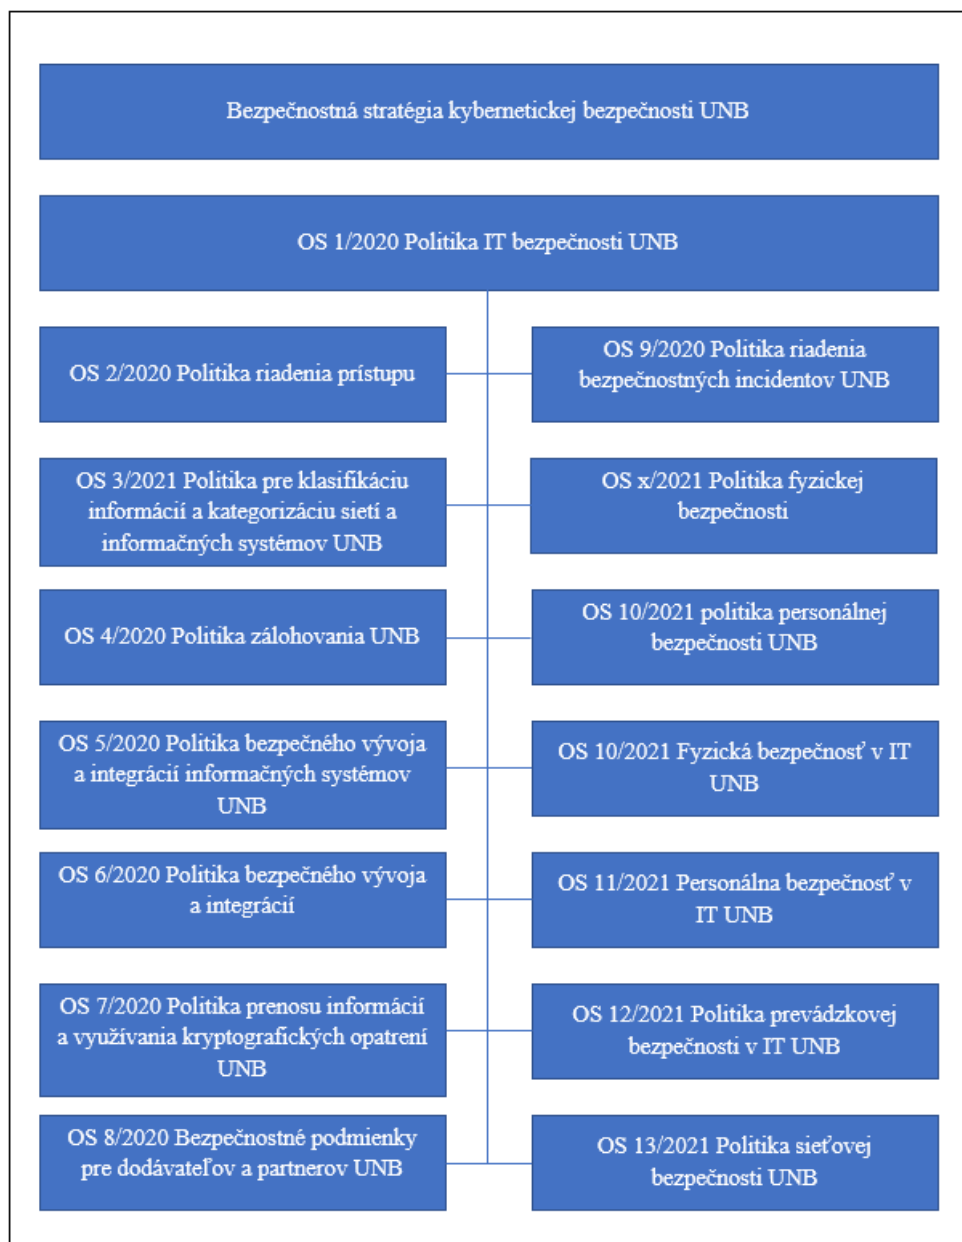 Bezpečnostná stratégia kybernetickej bezpečnosti UNB
OS 1/2020 Politika IT bezpečnosti UNB
OS 2/2020 Politika riadenia prístupu
OS 3/2021 Politika pre klasifikáciu
informácií a kategorizáciu sietí a
informačných systémov UNB
OS 4/2020 Politika zálohovania UNB
OS 5/2020 Politika bezpečného vývoja
a integrácií informačných systémov
UNB
OS 6/2020 Politika bezpečného vývoja
a integrácií
OS 7/2020 Politika prenosu informácií
a využívania kryptografických opatrení
UNB
OS 8/2020 Bezpečnostné podmienky
pre dodávateľov a partnerov UNB
OS 9/2020 Politika riadenia
bezpečnostných incidentov UNB
OS x/2021 Politika fyzickej
bezpečnosti
OS 10/2021 politika personálnej
bezpečnosti UNB
OS 10/2021 Fyzická bezpečnosť v IT
UNB
OS 11/2021 Personálna bezpečnosť v
IT UNB
OS 12/2021 Politika prevádzkovej
bezpečnosti v IT UNB
OS 13/2021 Politika sieťovej
bezpečnosti UNB